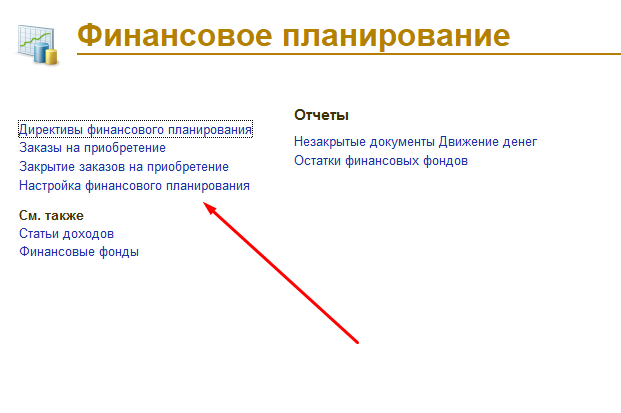 Финансовое планирование
Директивы финансового планирования
Заказы на приобретение
Закрытие заказов на приобретение
Настройка финансового планирования
См. также
Статьи доходов
Финансовые фонды
Отчеты
Незакрытые документы Движение денег
Остатки финансовых фондов